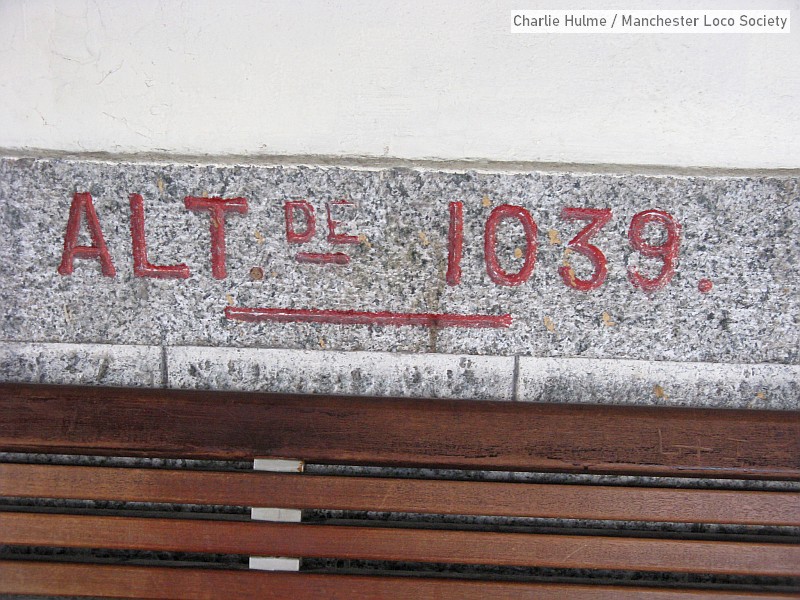 Charlie Hulme / Manchester Loco Society
ALT. DE 1039.